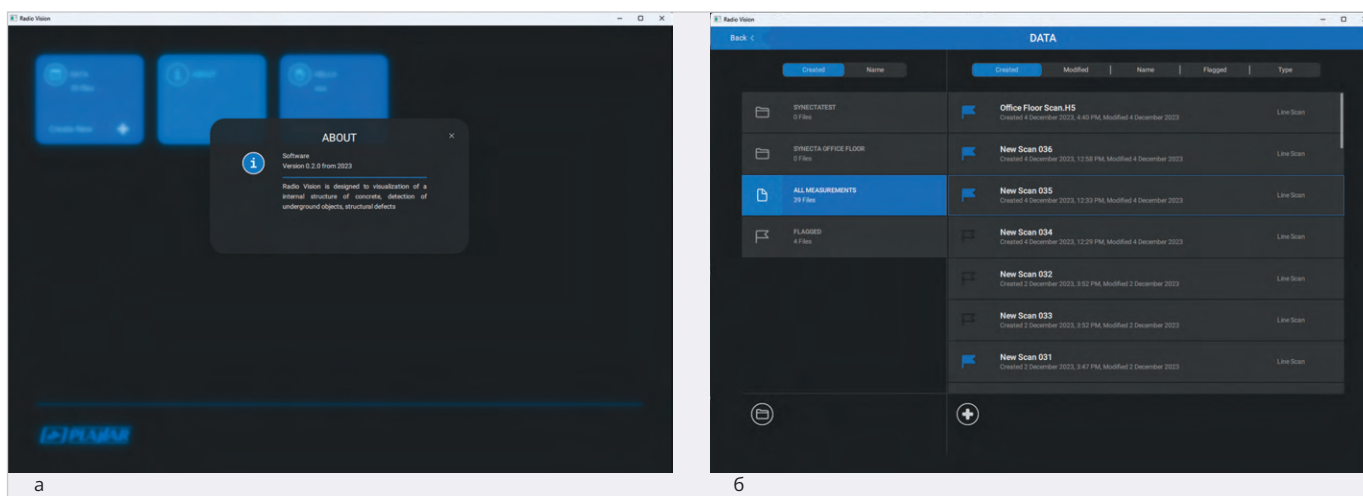 Radio Vision
DATA
39 Files
Create New
ABOUT
ABOUT
Software
Version 0.2.0 from 2023
Radio Vision is designed to visualization of a
internal structure of concrete, detection of
underground objects, structural defects
а
Radio Vision
Back <
DATA
Created Name
SYNECTATEST
0 Files
SYNECTA OFFICE FLOOR
0 Files
ALL MEASUREMENTS
39 Files
FLAGGED
4 Files
Created Modified | Name | Flagged | Type
Office Floor Scan.H5
Created 4 December 2023, 4:40 PM, Modified 4 December 2023
Line Scan
New Scan 036
Created 4 December 2023, 12:58 PM, Modified 4 December 2023
Line Scan
New Scan 035
Created 4 December 2023, 12:33 PM, Modified 4 December 2023
Line Scan
New Scan 034
Created 4 December 2023, 12:29 PM, Modified 4 December 2023
Line Scan
New Scan 032
Created 2 December 2023, 3:52 PM, Modified 2 December 2023
Line Scan
New Scan 033
Created 2 December 2023, 3:52 PM, Modified 2 December 2023
Line Scan
New Scan 031
Created 2 December 2023, 3:47 PM, Modified 2 December 2023
Line Scan
б